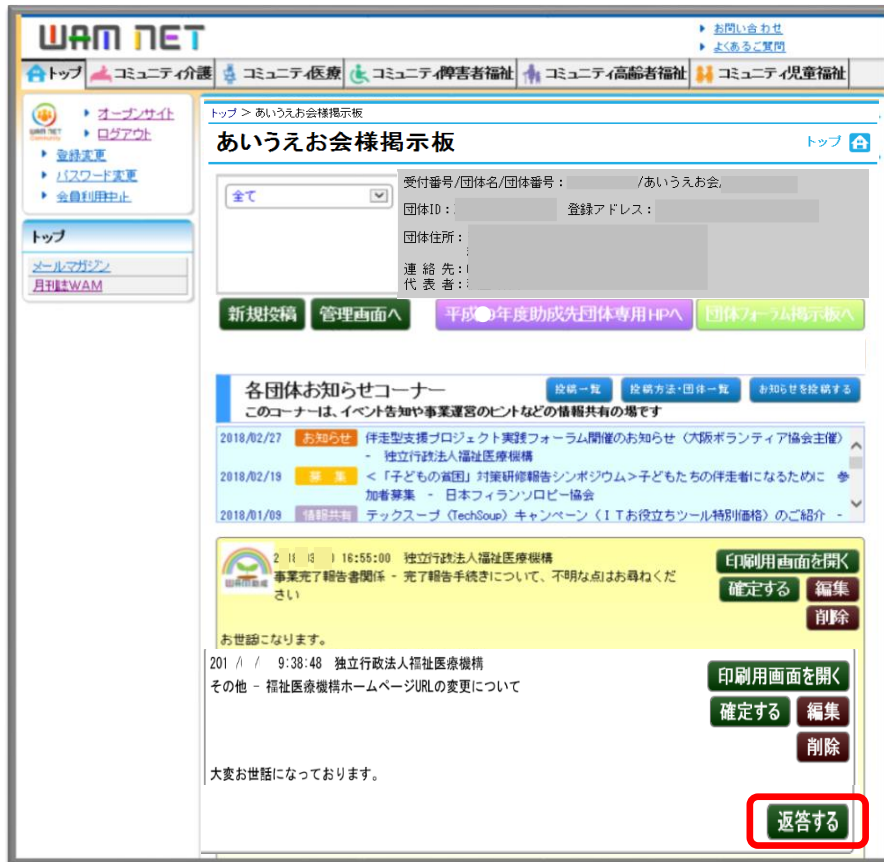 WAM NET
お問い合わせ
よくあるご質問
トップ コミュニティ介護 コミュニティ医療 コミュニティ障害者福祉 コミュニティ高齢者福祉 コミュニティ児童福祉
オープンサイト
ログアウト
登録変更
パスワード変更
会員利用中止
トップ
メールマガジン
月刊誌WAM
トップ > あいうえお会様掲示板
あいうえお会様掲示板
トップ
全て
受付番号/団体名/団体番号: /あいうえお会
団体ID: 登録アドレス:
団体住所:
連 絡 先:
代 表 者:
新規投稿 管理画面へ 平成 9年度助成先団体専用HPへ 団体フォーラム掲示板へ
各団体お知らせコーナー 投稿一覧 投稿方法・団体一覧 お知らせを投稿する
このコーナーは、イベント告知や事業運営のヒントなどの情報共有の場です
2018/02/27 お知らせ 伴走型支援プロジェクト実践フォーラム開催のお知らせ(大阪ボランティア協会主催)
- 独立行政法人福祉医療機構
2018/02/19 募 集 <「子どもの貧困」対策研修報告シンポジウム>子どもたちの伴走者になるために 参
加者募集 - 日本フィランソロピー協会
2018/01/09 情報共有 テックスープ(TechSoup)キャンペーン(ITお役立ちツール特別価格)のご紹介 -
16:55:00 独立行政法人福祉医療機構
事業完了報告書関係 - 完了報告手続きについて、不明な点はお尋ねくだ
さい
印刷用画面を開く
確定する 編集
削除
お世話になります。
201 / / 9:38:48 独立行政法人福祉医療機構
その他 - 福祉医療機構ホームページURLの変更について
印刷用画面を開く
確定する 編集
削除
大変お世話になっております。
返答する